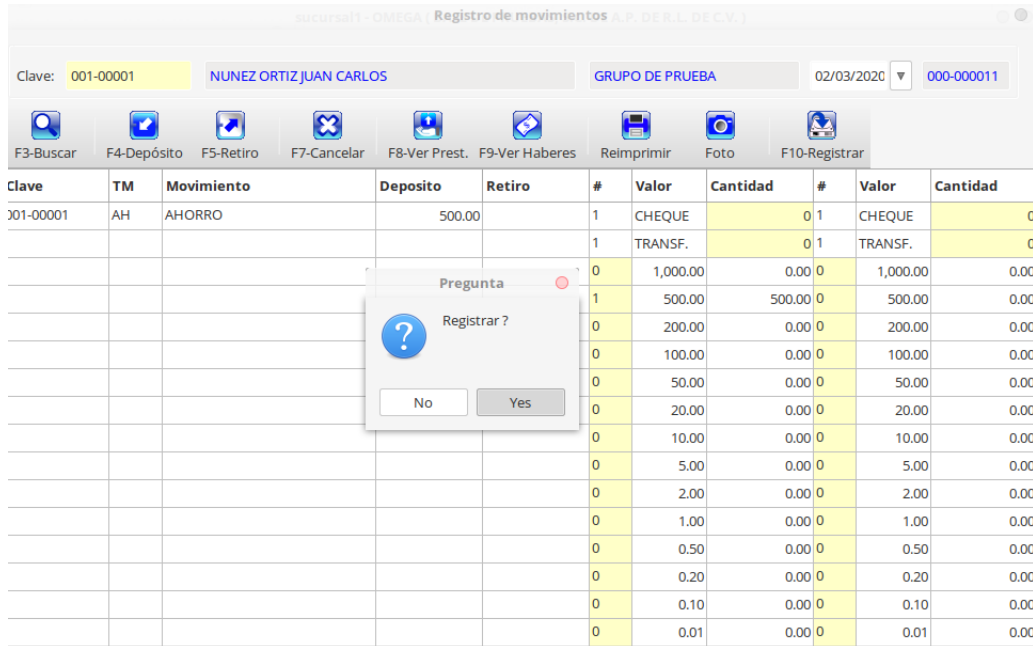 Registro de movimientos
sucursal1 - OMEGA ( A.P. DE R.L. DE C.V. )
Clave: 001-00001 NUNEZ ORTIZ JUAN CARLOS GRUPO DE PRUEBA 02/03/2020 000-000011
F3-Buscar F4-Depósito F5-Retiro F7-Cancelar F8-Ver Prest. F9-Ver Haberes Reimprimir Foto F10-Registrar
Clave TM Movimiento Deposito Retiro # Valor Cantidad # Valor Cantidad
001-00001 AH AHORRO 500.00 1 CHEQUE 0 1 CHEQUE 0
1 TRANSF. 0 1 TRANSF. 0
0 1,000.00 0.00 0 1,000.00 0.00
1 500.00 500.00 0 500.00 0.00
0 200.00 0.00 0 200.00 0.00
0 100.00 0.00 0 100.00 0.00
0 50.00 0.00 0 50.00 0.00
0 20.00 0.00 0 20.00 0.00
0 10.00 0.00 0 10.00 0.00
0 5.00 0.00 0 5.00 0.00
0 2.00 0.00 0 2.00 0.00
0 1.00 0.00 0 1.00 0.00
0 0.50 0.00 0 0.50 0.00
0 0.20 0.00 0 0.20 0.00
0 0.10 0.00 0 0.10 0.00
0 0.01 0.00 0 0.01 0.00
Pregunta
Registrar ?
No Yes